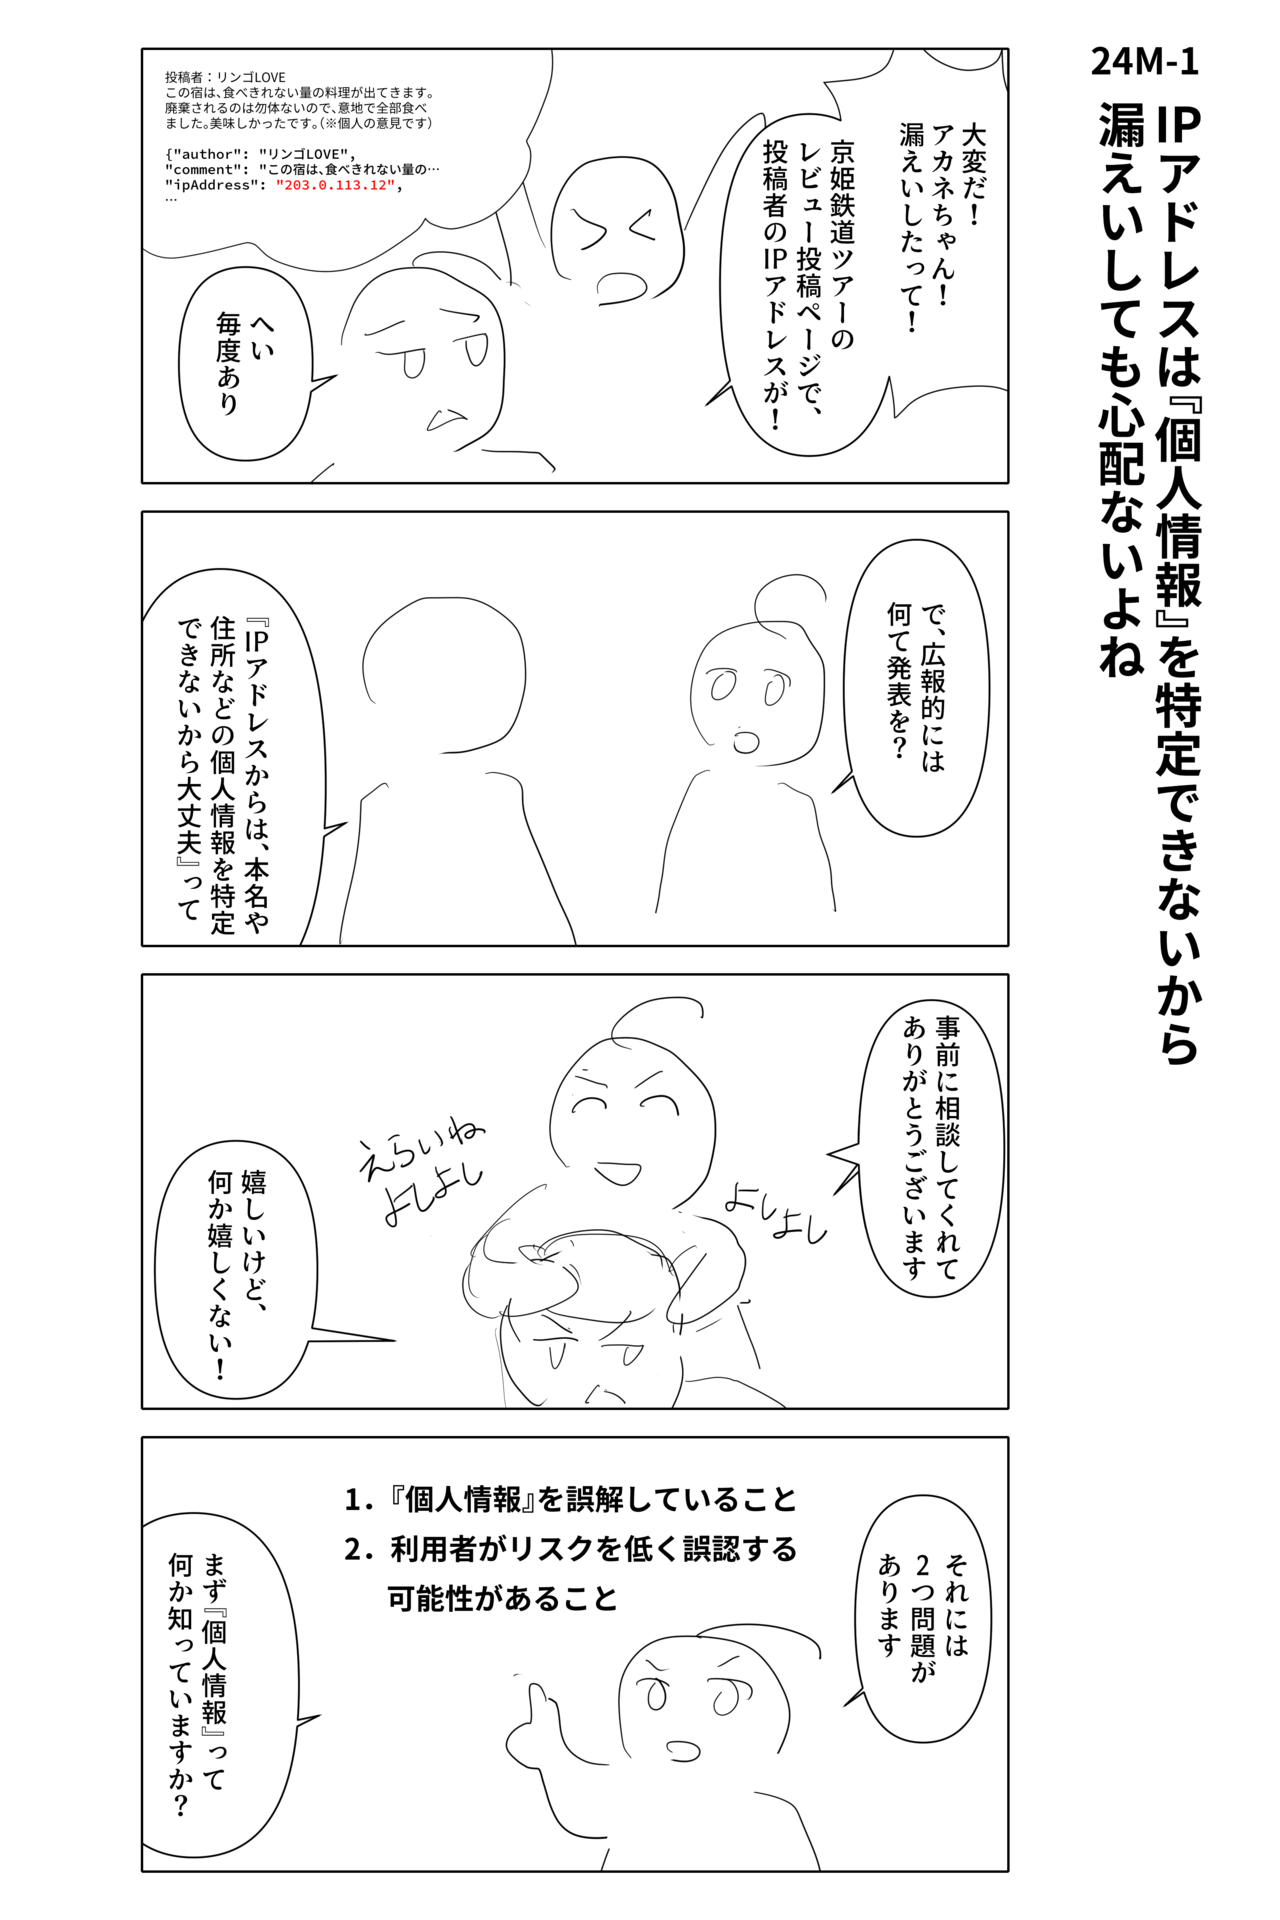 24M-1
IPアドレスは『個人情報』を特定できないから
漏えいしても心配ないよね
大変だ！
アカネちゃん！
漏えいしたって！
京姫鉄道ツアーの
レビュー投稿ページで、
投稿者のIPアドレスが！
投稿者：リンゴLOVE
この宿は、食べきれない量の料理が出てきます。
廃棄されるのは勿体ないので、意地で全部食べ
ました。美味しかったです。（※個人の意見です）
{"author": "リンゴLOVE",
"comment": "この宿は、食べきれない量の…
"ipAddress": "203.0.113.12",
…
へい
毎度あり
で、広報的には
何て発表を？
『IPアドレスからは、本名や
住所などの個人情報を特定
できないから大丈夫』って
事前に相談してくれて
ありがとうございます
よしよし
えらいね
よしよし
嬉しいけど、
何か嬉しくない！
それには
２つ問題が
あります
1. 『個人情報』を誤解していること
2. 利用者がリスクを低く誤認する
可能性があること
まず『個人情報』って
何か知っていますか？